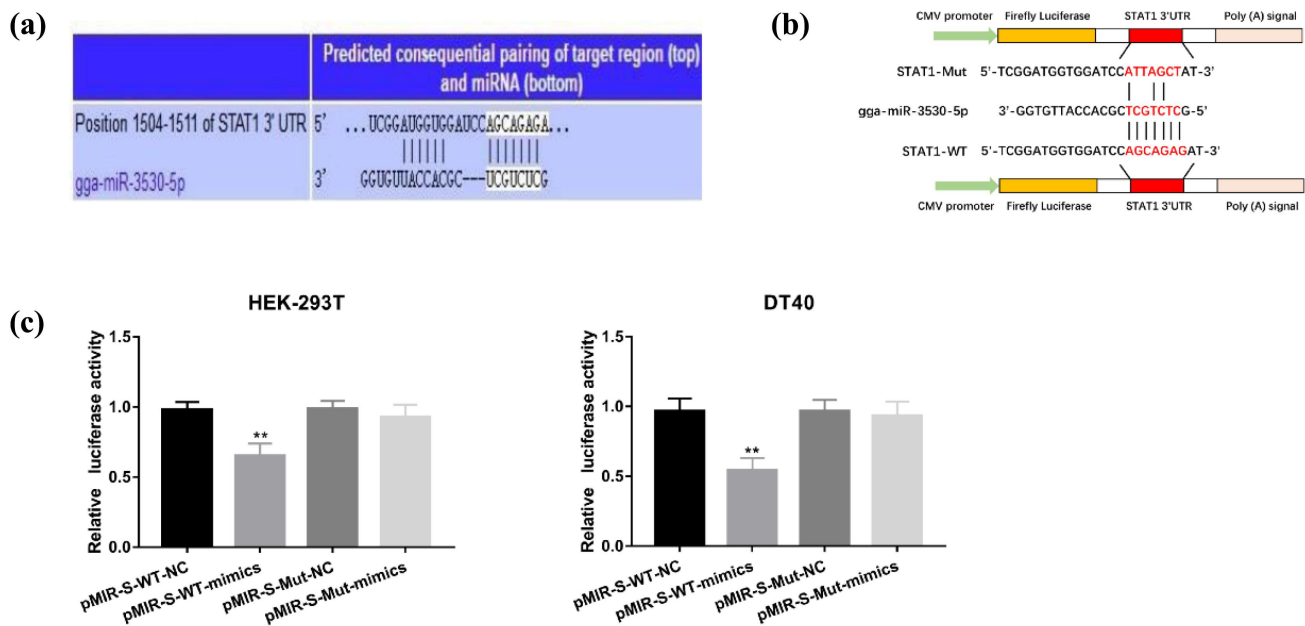 (a)
Predicted consequential pairing of target region (top)
and miRNA (bottom)
Position 1504-1511 of STAT1 3' UTR 5' ...UCGGAUGGUGGAUCCAGCAGAGA...
gga-miR-3530-5p 3' GGUGUUACCACGC---UCGUCUCG
(b)
CMV promoter Firefly Luciferase STAT1 3'UTR Poly (A) signal
STAT1-Mut 5'-TCGGATGGTGGATCCATTAGCTAT-3'
gga-miR-3530-5p 3'-GGTGTTACCACGCTCGTCTCG-5'
STAT1-WT 5'-TCGGATGGTGGATCCAGCAGAGAT-3'
CMV promoter Firefly Luciferase STAT1 3'UTR Poly (A) signal
(c)
HEK-293T
Relative luciferase activity
1.5
1.0
0.5
0.0
**
pMIR-S-WT-NC
pMIR-S-WT-mimics
pMIR-S-Mut-NC
pMIR-S-Mut-mimics
DT40
Relative luciferase activity
1.5
1.0
0.5
0.0
**
pMIR-S-WT-NC
pMIR-S-WT-mimics
pMIR-S-Mut-NC
pMIR-S-Mut-mimics